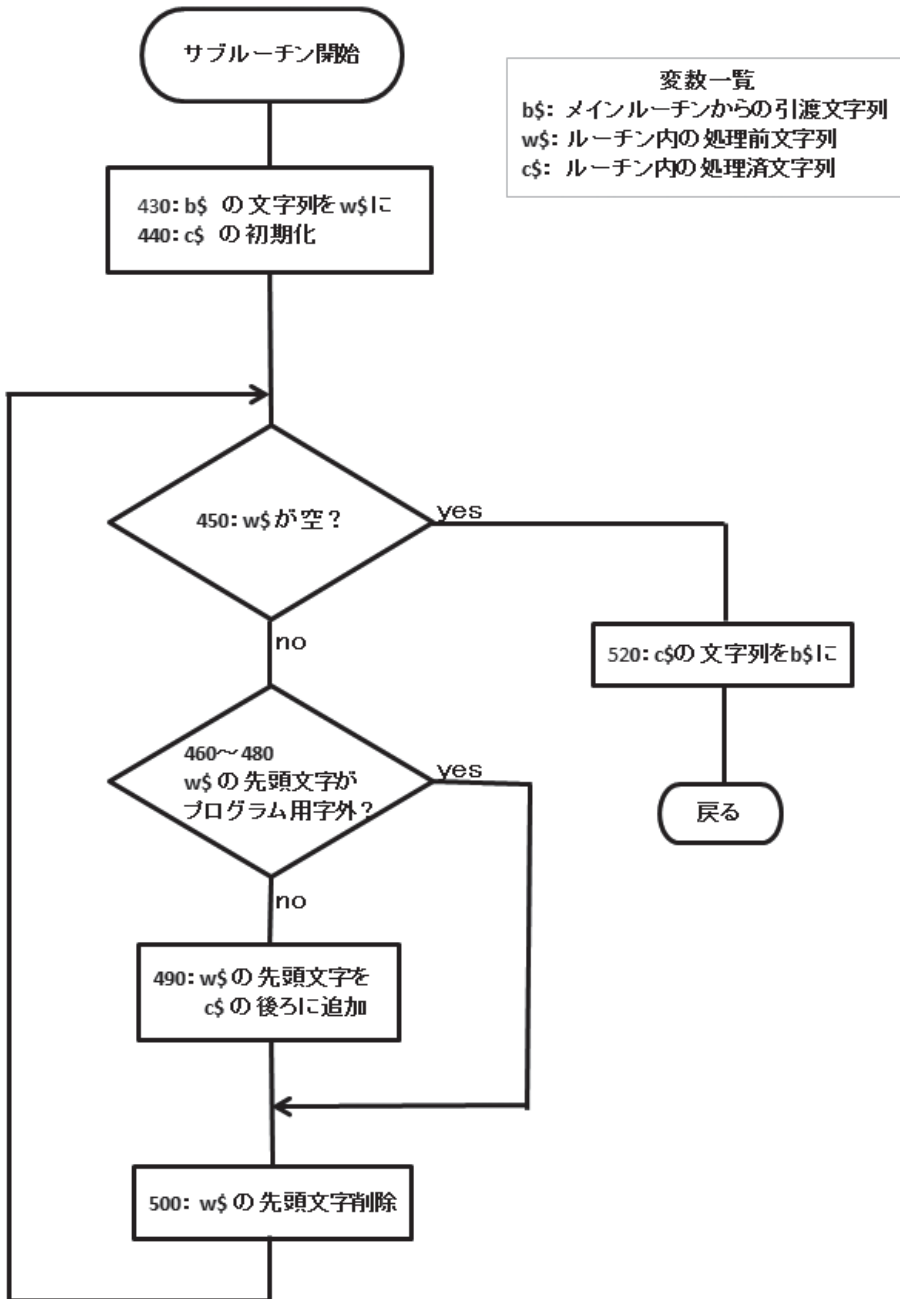 サブルーチン開始
変数一覧
b$: メインルーチンからの引渡文字列
w$: ルーチン内の処理前文字列
c$: ルーチン内の処理済文字列
430: b$ の文字列をw$に
440: c$ の初期化
450: w$が空？
yes
no
520: c$の文字列をb$に
460～480
w$の先頭文字が
プログラム用字外？
yes
戻る
no
490: w$の先頭文字を
c$の後ろに追加
500: w$の先頭文字削除